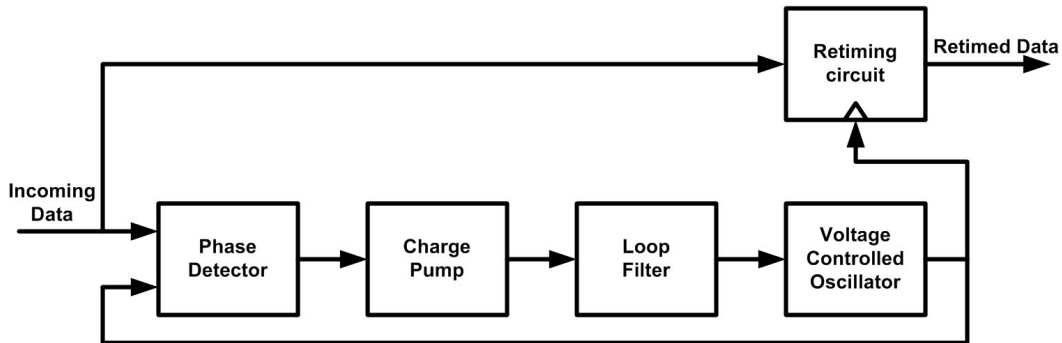 Retiming
circuit
Retimed Data
Incoming
Data
Phase
Detector
Charge
Pump
Loop
Filter
Voltage
Controlled
Oscillator